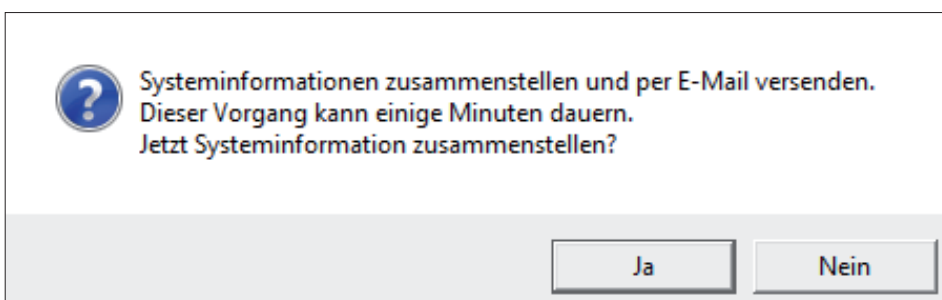 Systeminformationen zusammenstellen und per E-Mail versenden.
Dieser Vorgang kann einige Minuten dauern.
Jetzt Systeminformation zusammenstellen?
Ja Nein